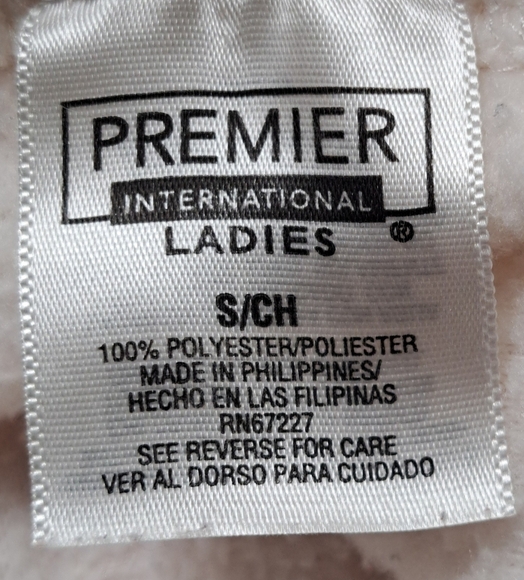 PREMIER
INTERNATIONAL
LADIES ®
S/CH
100% POLYESTER/POLIESTER
MADE IN PHILIPPINES/
HECHO EN LAS FILIPINAS
RN67227
SEE REVERSE FOR CARE
VER AL DORSO PARA CUIDADO